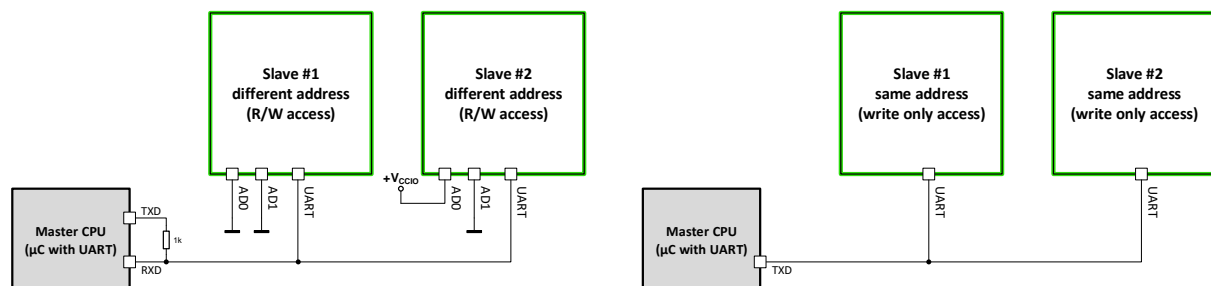 Slave #1
different address
(R/W access)
Slave #2
different address
(R/W access)
+VCCIO
AD0
AD1
UART
AD0
AD1
UART
TXD
1k
Master CPU
(µC with UART)
RXD
Slave #1
same address
(write only access)
Slave #2
same address
(write only access)
UART
UART
Master CPU
(µC with UART)
TXD